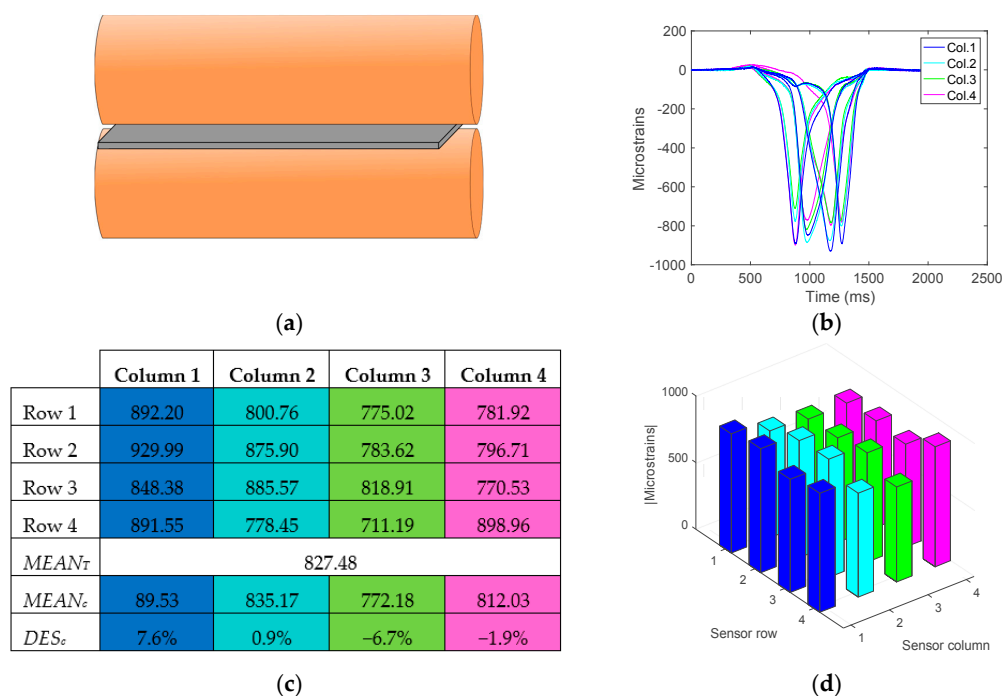 200
0
-200
-400
-600
-800
-1000
Microstrains
0 500 1000 1500 2000 2500
Time (ms)
Col.1
Col.2
Col.3
Col.4
(a)
(b)
Column 1 Column 2 Column 3 Column 4
Row 1 892.20 800.76 775.02 781.92
Row 2 929.99 875.90 783.62 796.71
Row 3 848.38 885.57 818.91 770.53
Row 4 891.55 778.45 711.19 898.96
MEANT 827.48
MEANc 89.53 835.17 772.18 812.03
DESc 7.6% 0.9% −6.7% −1.9%
(c)
1000
500
0
|Microstrains|
1
2
3
4
Sensor row
1
2
3
4
Sensor column
(d)